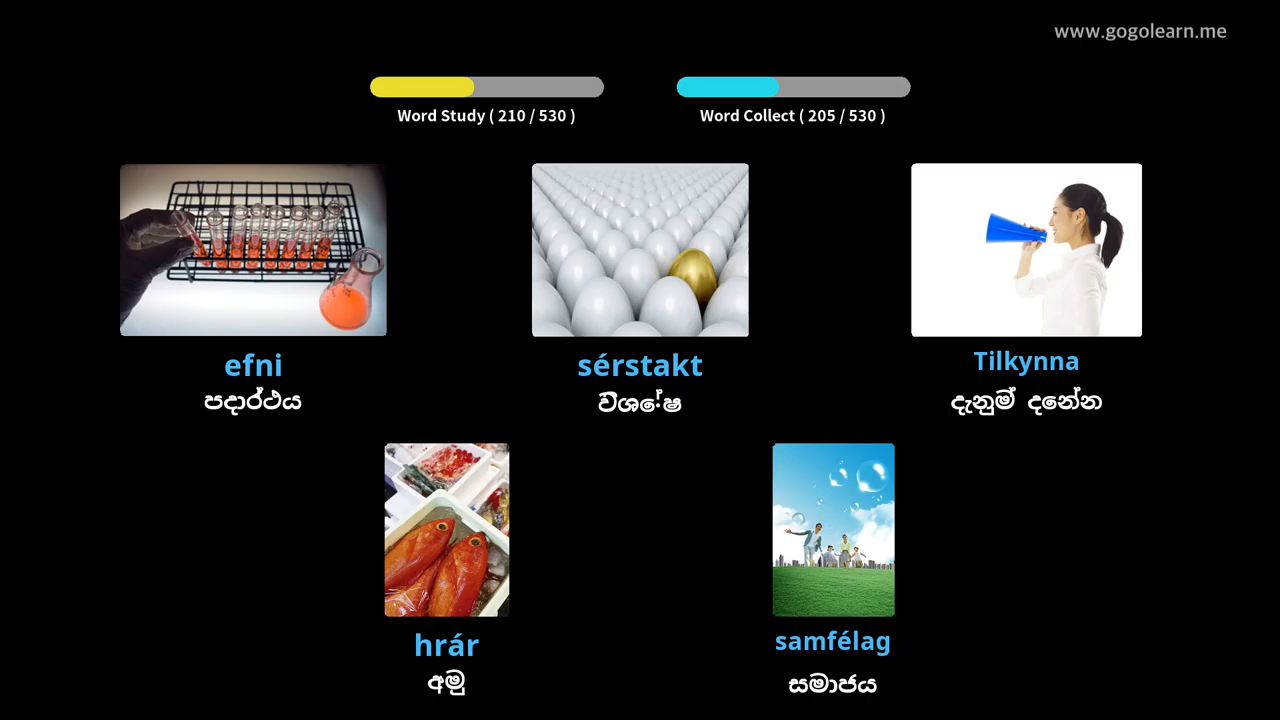 www.gogolearn.me
Word Study ( 210 / 530 )
Word Collect ( 205 / 530 )
efni
sérstakt
Tilkynna
පදාර්ථය
විශේෂ
දැනුම් දෙන්න
hrár
samfélag
අමු
සමාජය